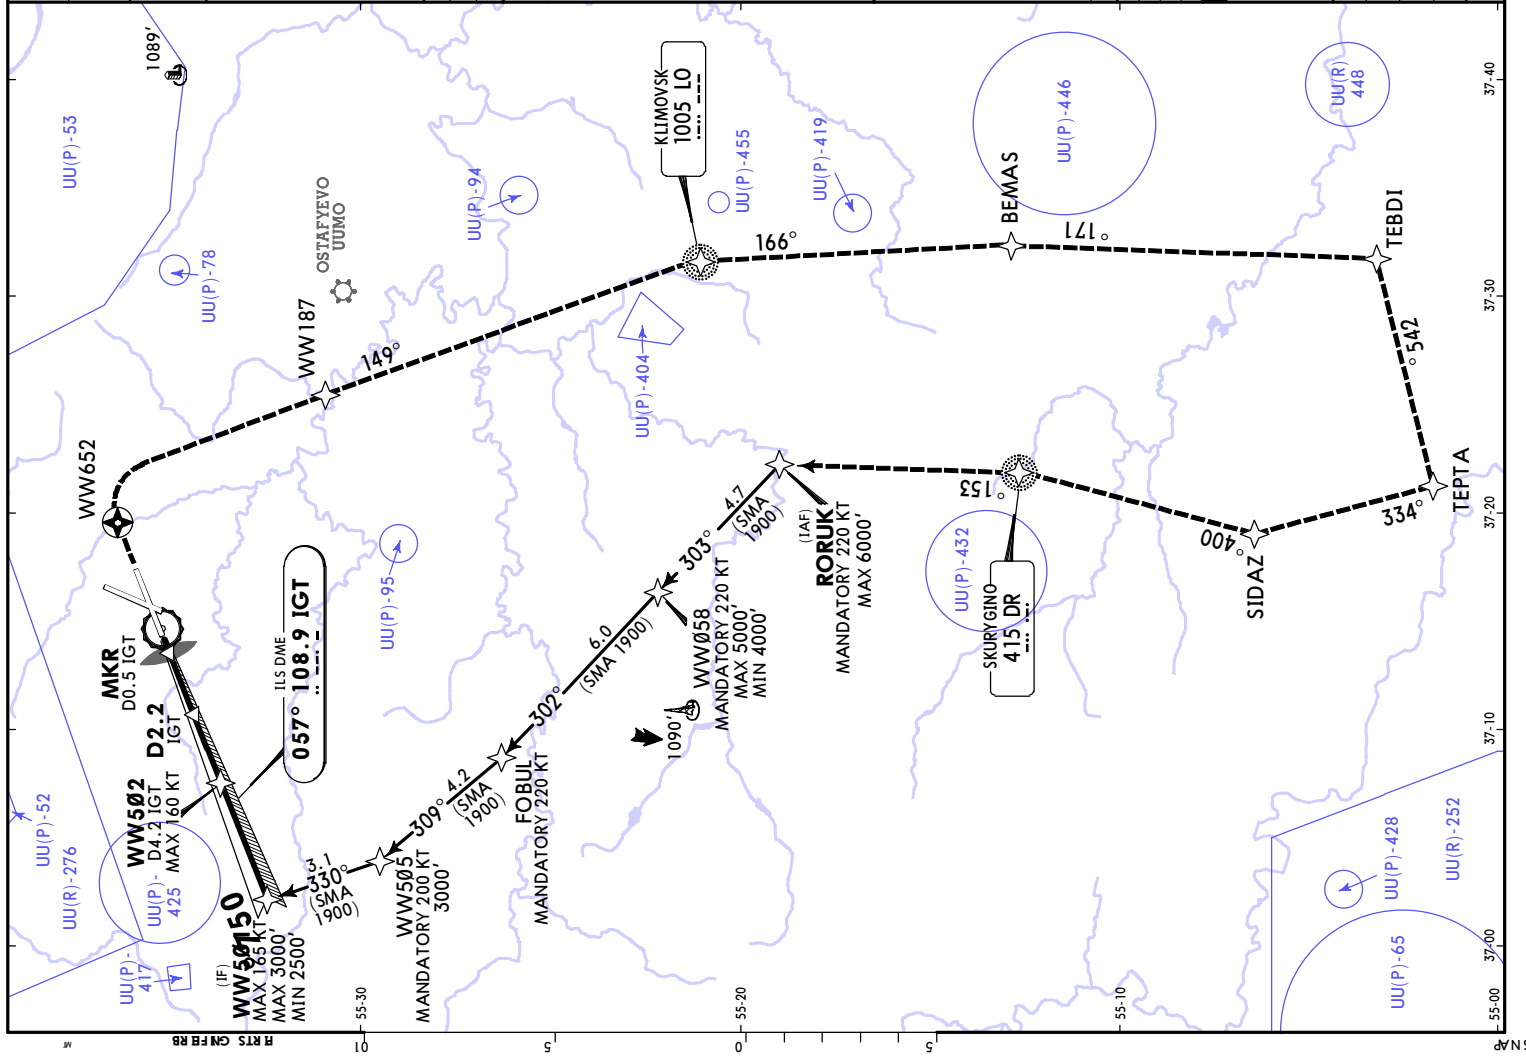 1089'
UU(P)-53
UU(P)-78
OSTAFYEVO
UUMO
UU(P)-94
KLIMOVSK
1005 LO
UU(P)-455
UU(P)-419
UU(P)-446
UU(R)
448
37-40
WW187
149°
166°
BEMAS
171°
TEBDI
37-30
UU(P)-404
WW652
542°
TEPTA
334°
SIDAZ
400°
153°
37-20
SKURYGINO
415 DR
UU(P)-432
(IAF)
RORUK
MANDATORY 220 KT
MAX 6000'
4.7
(SMA
1900)
303°
WW058
MANDATORY 220 KT
MAX 5000'
MIN 4000'
6.0
(SMA 1900)
302°
1090'
UU(P)-95
ILS DME
057° 108.9 IGT
MKR
D0.5 IGT
D2.2
IGT
WW502
D4.2 IGT
MAX 160 KT
FOBUL
MANDATORY 220 KT
4.2
(SMA
1900)
309°
WW505
MANDATORY 200 KT
3000'
3.1
330°
(SMA
1900)
(IF)
MAX 165 KT
MAX 3000'
MIN 2500'
UU(P)-52
UU(R)-276
UU(P)-
425
UU(P)-
417
37-10
UU(P)-428
UU(R)-252
UU(P)-65
37-00
55-30
55-20
55-10
55-00
10
5
0
5